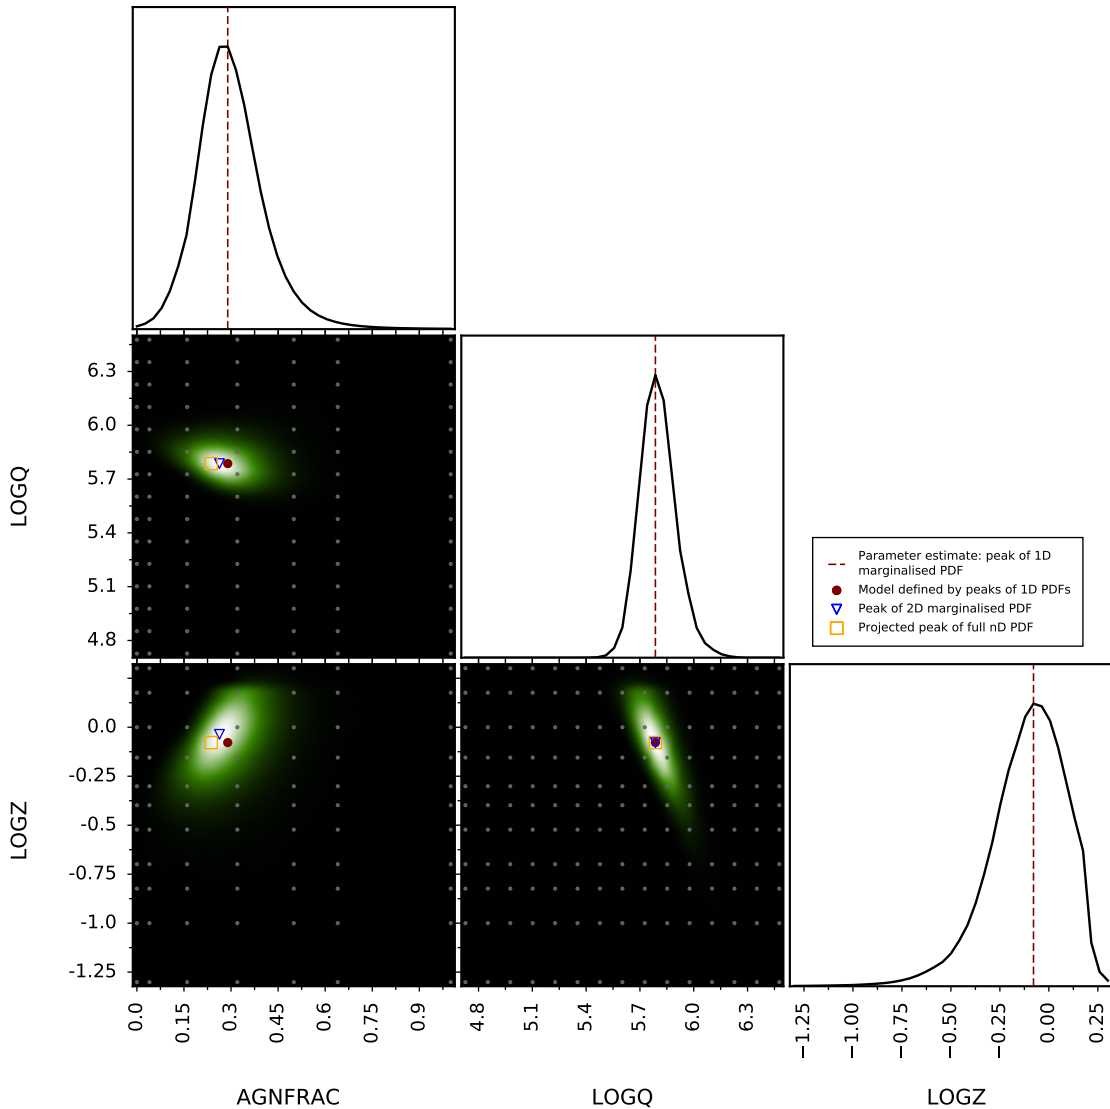 6.3
6.0
5.7
5.4
5.1
4.8
LOGQ
Parameter estimate: peak of 1D
marginalised PDF
Model defined by peaks of 1D PDFs
Peak of 2D marginalised PDF
Projected peak of full nD PDF
0.0
-0.25
-0.5
-0.75
-1.0
-1.25
LOGZ
0.0 0.15 0.3 0.45 0.6 0.75 0.9
4.8 5.1 5.4 5.7 6.0 6.3
−1.25 −1.00 −0.75 −0.50 −0.25 0.00 0.25
AGNFRAC LOGQ LOGZ